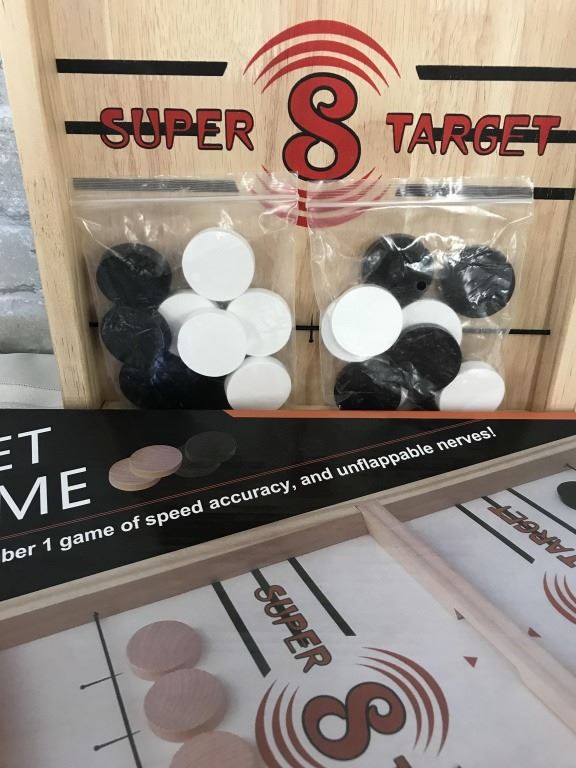 SUPER 8 TARGET
ET
ME
ber 1 game of speed accuracy, and unflappable nerves!
SUPER 8 T
TARGET